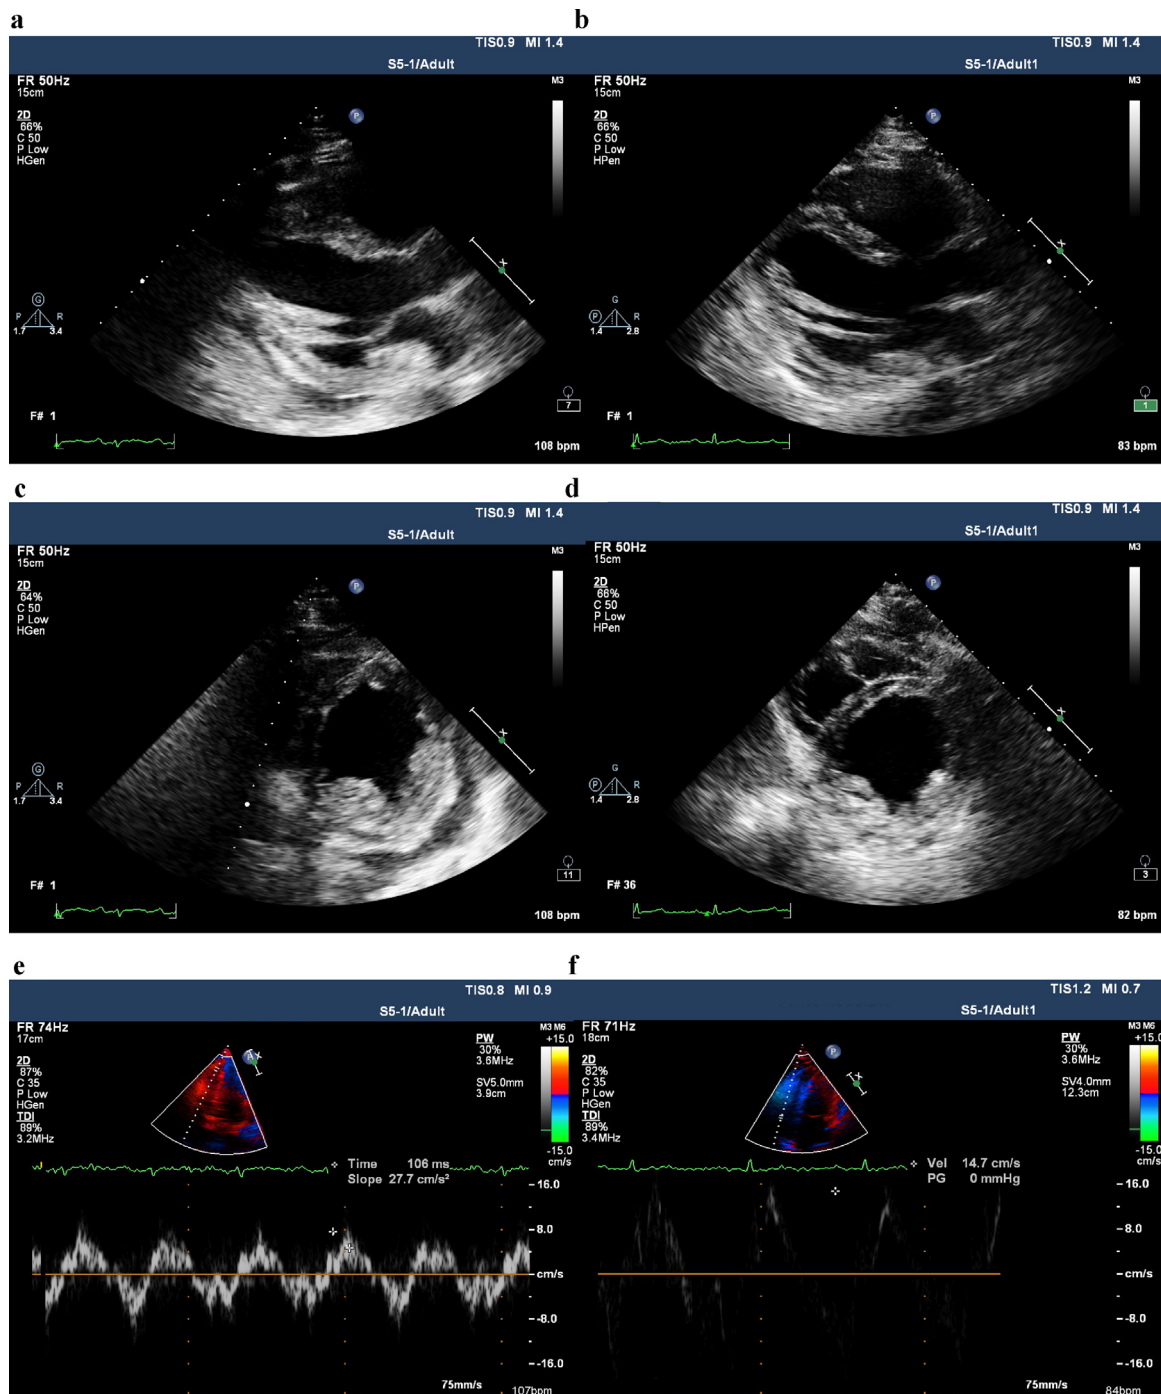 a
TIS0.9 MI 1.4
S5-1/Adult
FR 50Hz
15cm
M3
2D
66%
C 50
P Low
HGen
P
G
P R
1.7 3.4
x
7
F# 1
108 bpm
b
TIS0.9 MI 1.4
S5-1/Adult1
FR 50Hz
15cm
M3
2D
66%
C 50
P Low
HPen
P
G
P R
1.4 2.8
x
1
F# 1
83 bpm
c
TIS0.9 MI 1.4
S5-1/Adult
FR 50Hz
15cm
M3
2D
64%
C 50
P Low
HGen
P
G
P R
1.7 3.4
x
11
F# 1
108 bpm
d
TIS0.9 MI 1.4
S5-1/Adult1
FR 50Hz
15cm
M3
2D
66%
C 50
P Low
HPen
P
G
P R
1.4 2.8
x
3
F# 36
82 bpm
e
TIS0.8 MI 0.9
S5-1/Adult
FR 74Hz
17cm
M3 M6
+15.0
2D
87%
C 35
P Low
HGen
TDI
89%
3.2MHz
PW
30%
3.6MHz
SV5.0mm
3.9cm
x
-15.0
cm/s
Time 106 ms
Slope 27.7 cm/s²
16.0
8.0
cm/s
-8.0
-16.0
75mm/s
107bpm
f
TIS1.2 MI 0.7
S5-1/Adult1
FR 71Hz
18cm
M3 M6
+15.0
2D
82%
C 35
P Low
HGen
TDI
89%
3.4MHz
P
PW
30%
3.6MHz
SV4.0mm
12.3cm
x
-15.0
cm/s
Vel 14.7 cm/s
PG 0 mmHg
16.0
8.0
cm/s
-8.0
-16.0
75mm/s
84bpm